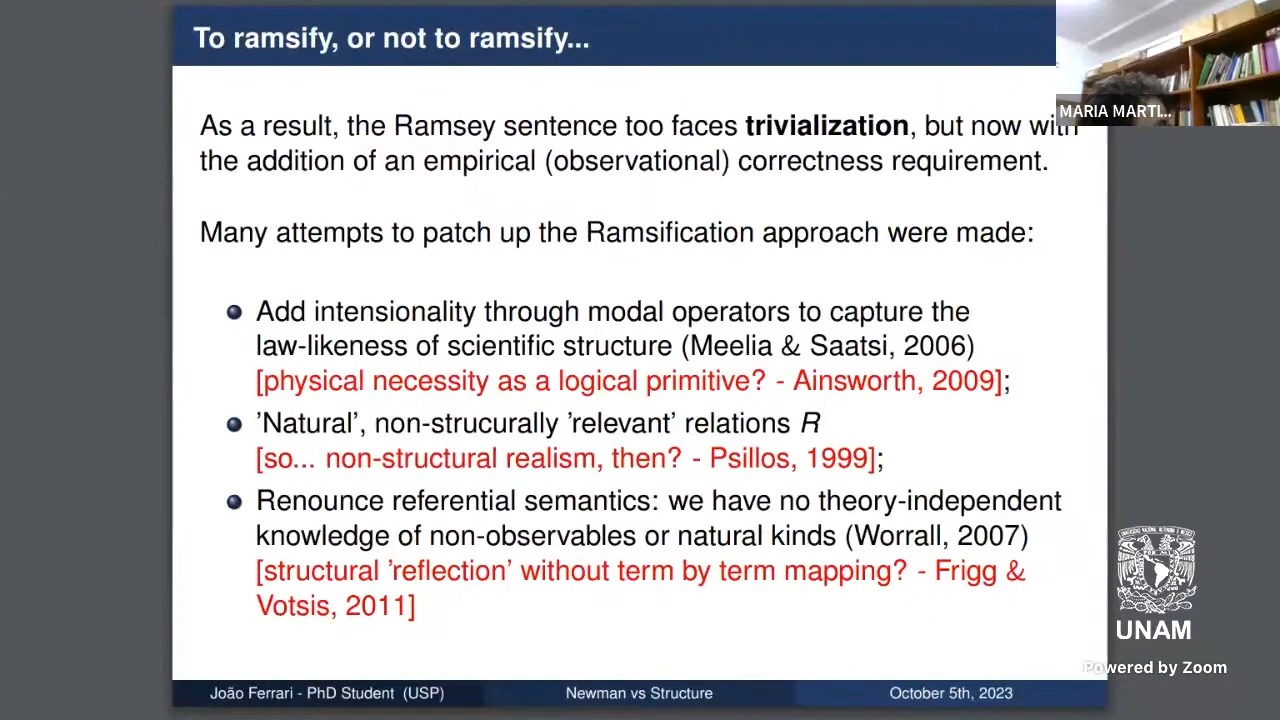 To ramsify, or not to ramsify...
MARIA MARTI...
As a result, the Ramsey sentence too faces trivialization, but now with
the addition of an empirical (observational) correctness requirement.
Many attempts to patch up the Ramsification approach were made:
Add intensionality through modal operators to capture the
law-likeness of scientific structure (Meelia & Saatsi, 2006)
[physical necessity as a logical primitive? - Ainsworth, 2009];
'Natural', non-strucurally 'relevant' relations R
[so... non-structural realism, then? - Psillos, 1999];
Renounce referential semantics: we have no theory-independent
knowledge of non-observables or natural kinds (Worrall, 2007)
[structural 'reflection' without term by term mapping? - Frigg &
Votsis, 2011]
UNAM
Powered by Zoom
João Ferrari - PhD Student (USP)
Newman vs Structure
October 5th, 2023